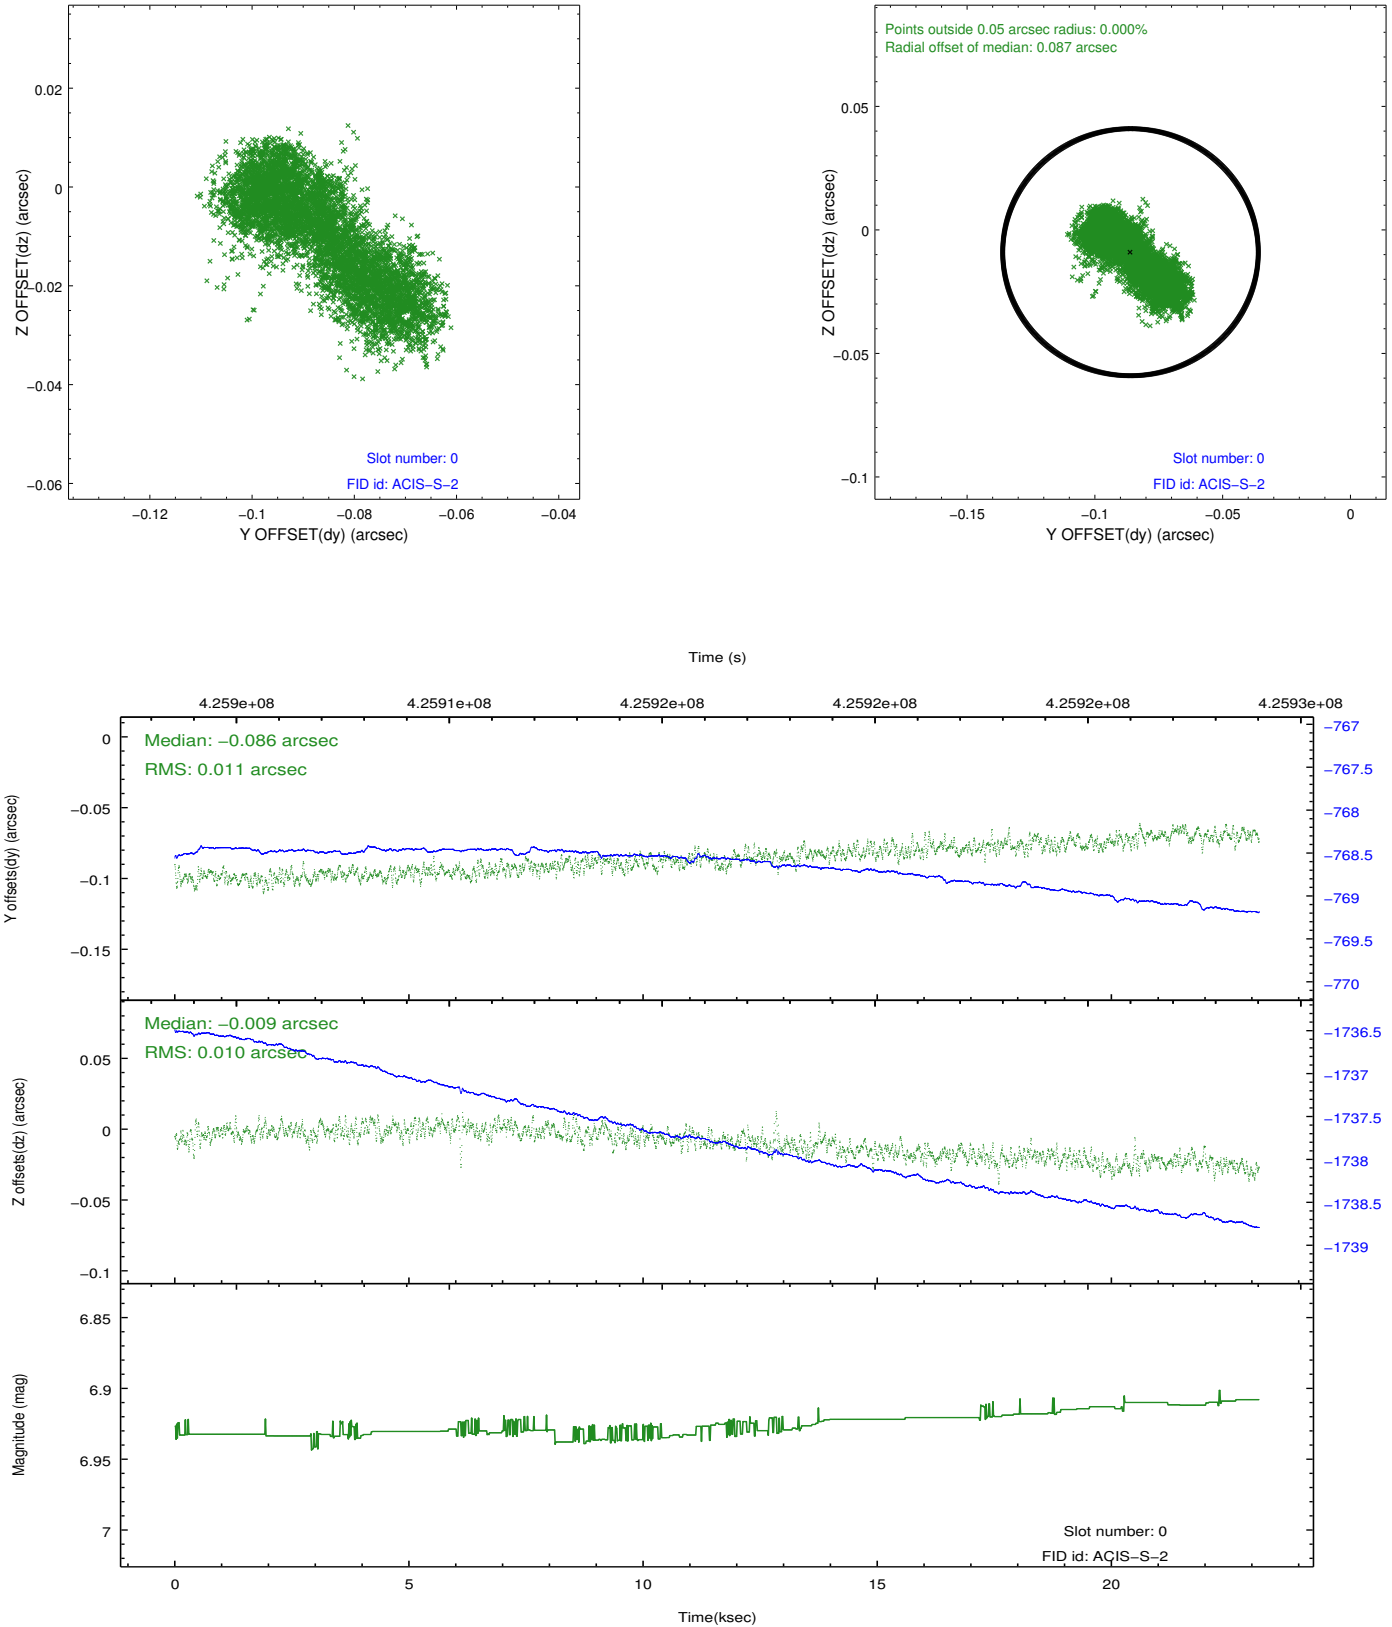 0.02
0
−0.02
−0.04
−0.06
Z OFFSET(dz) (arcsec)
Slot number: 0
FID id: ACIS−S−2
−0.12
−0.1
−0.08
−0.06
−0.04
Y OFFSET(dy) (arcsec)
Points outside 0.05 arcsec radius: 0.000%
Radial offset of median: 0.087 arcsec
0.05
0
−0.05
−0.1
Z OFFSET(dz) (arcsec)
Slot number: 0
FID id: ACIS−S−2
−0.15
−0.1
−0.05
0
Y OFFSET(dy) (arcsec)
Time (s)
4.259e+08
4.2591e+08
4.2592e+08
4.2592e+08
4.2592e+08
4.2593e+08
Median: −0.086 arcsec
RMS: 0.011 arcsec
0
−0.05
−0.1
−0.15
Y offsets(dy) (arcsec)
−767
−767.5
−768
−768.5
−769
−769.5
−770
Median: −0.009 arcsec
RMS: 0.010 arcsec
0.05
0
−0.05
−0.1
Z offsets(dz) (arcsec)
−1736.5
−1737
−1737.5
−1738
−1738.5
−1739
6.85
6.9
6.95
7
Magnitude (mag)
Slot number: 0
FID id: ACIS−S−2
0
5
10
15
20
Time(ksec)